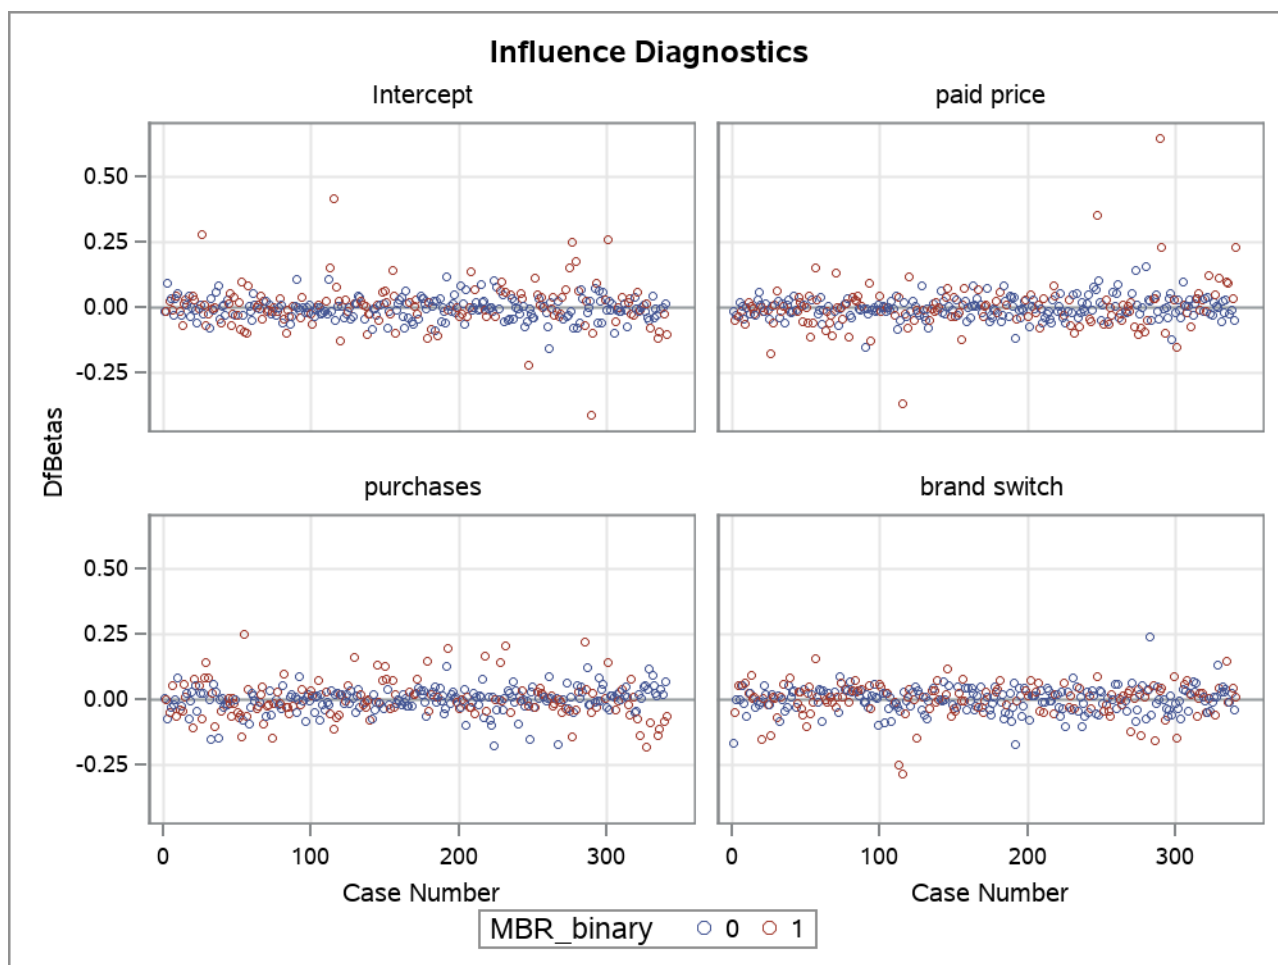 Influence Diagnostics
Intercept
paid price
0.50
0.25
0.00
-0.25
DfBetas
purchases
brand switch
0.50
0.25
0.00
-0.25
0 100 200 300
0 100 200 300
Case Number
Case Number
MBR_binary 0 1